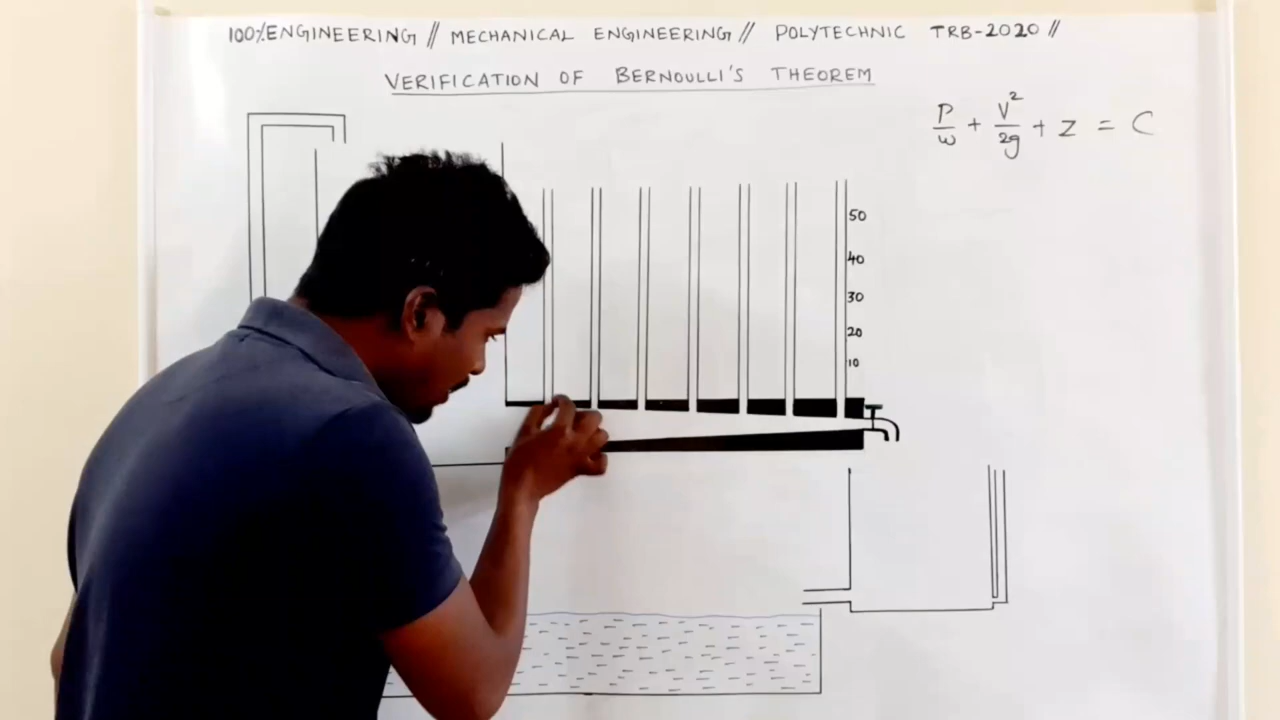 100%ENGINEERING // MECHANICAL ENGINEERING // POLYTECHNIC TRB-2020 //
VERIFICATION OF BERNOULLI'S THEOREM
P/w + V²/2g + Z = C
50
40
30
20
10